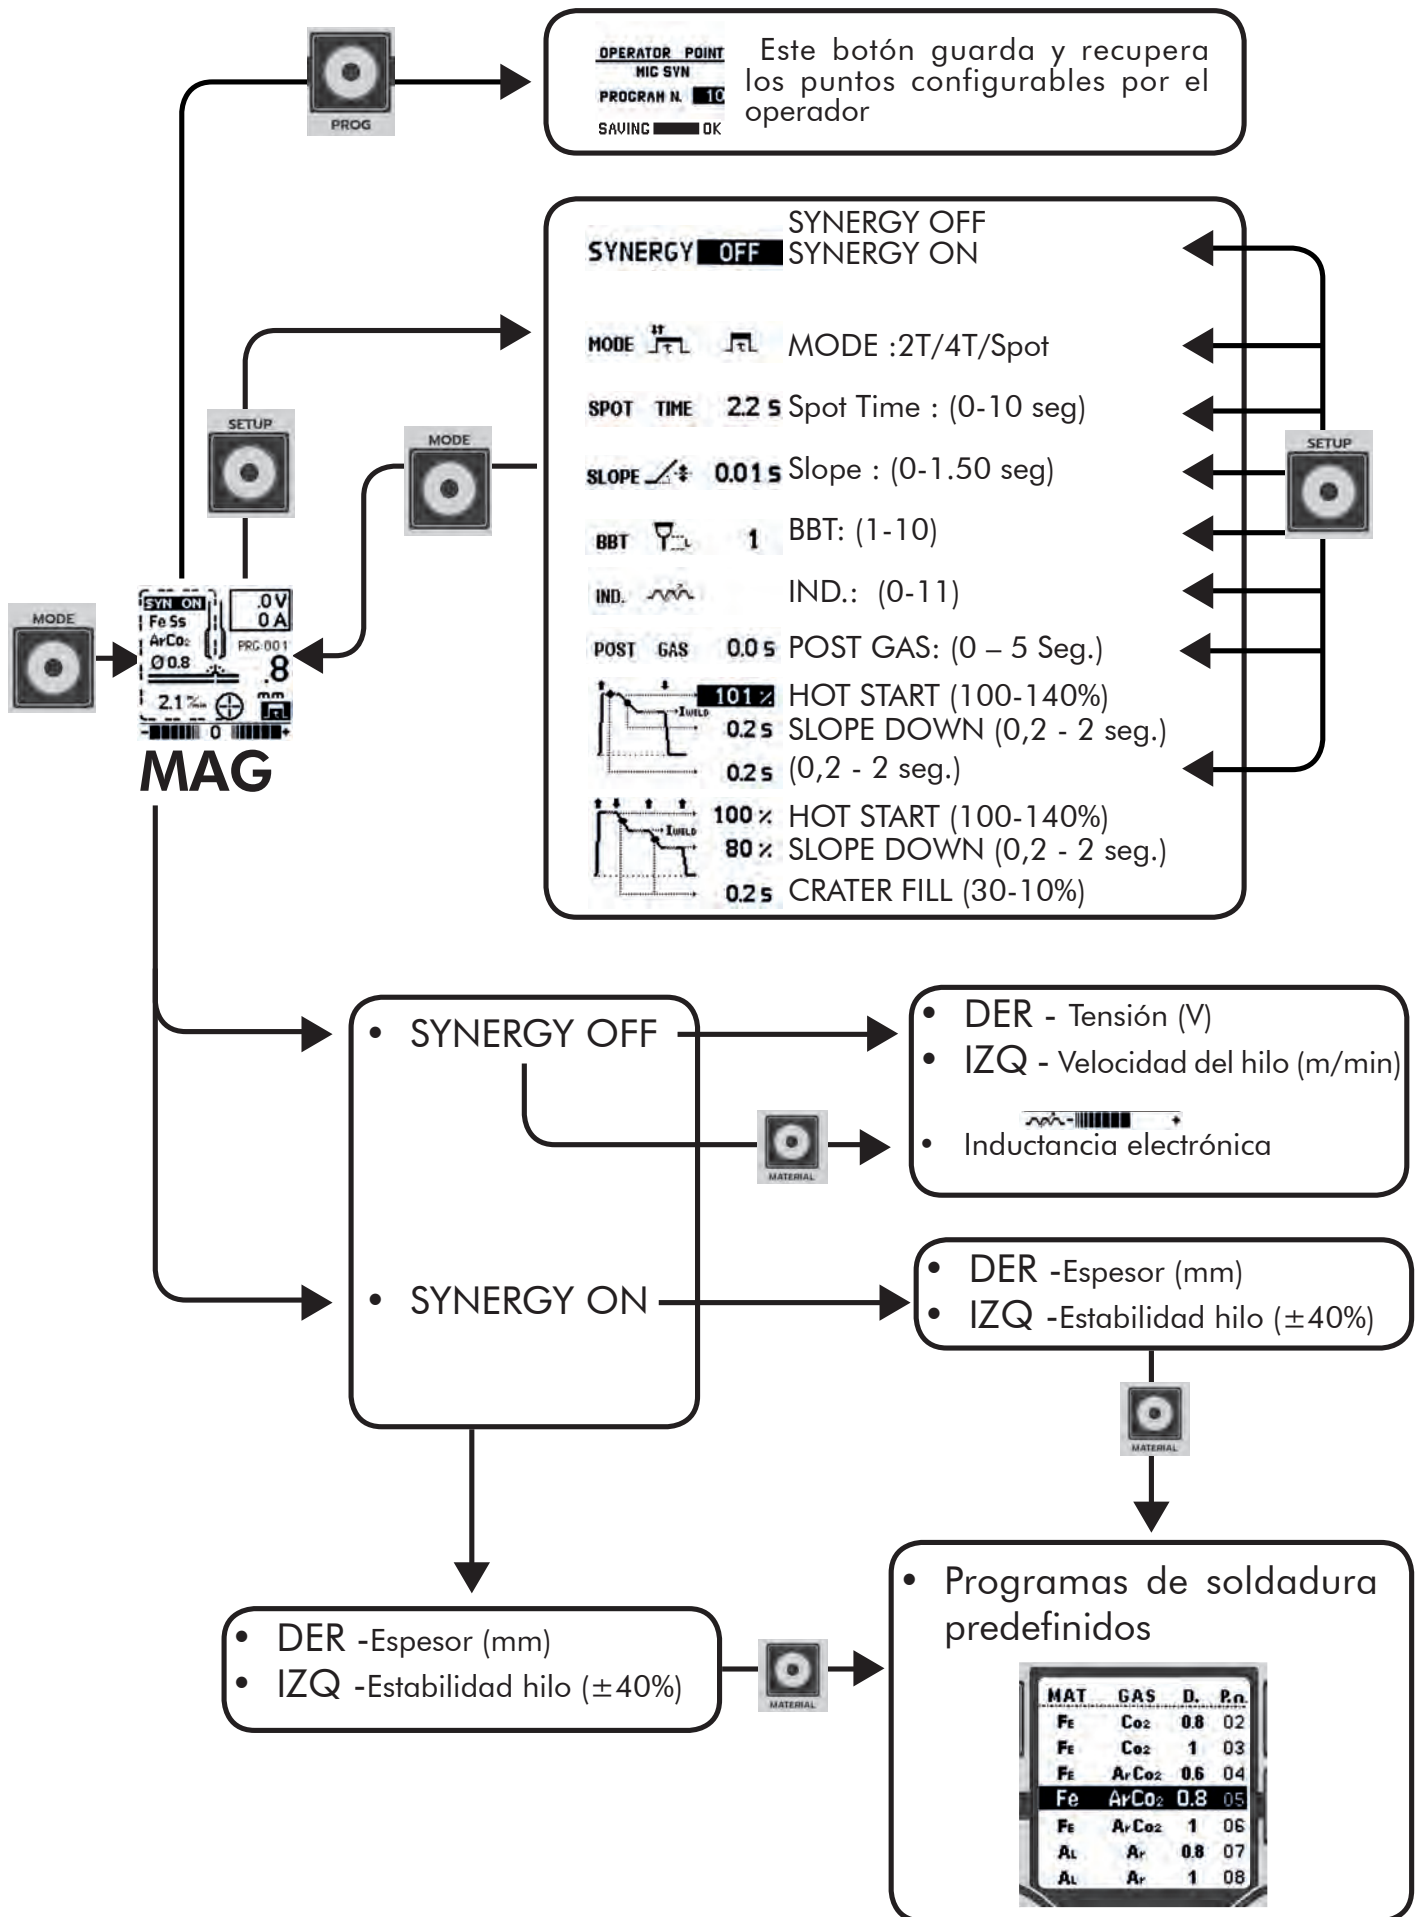 PROG
OPERATOR POINT
MIG SYN
PROGRAM N. 10
SAVING OK
Este botón guarda y recupera
los puntos configurables por el
operador
SYNERGY OFF
SYNERGY OFF
SYNERGY ON
MODE
MODE :2T/4T/Spot
SPOT TIME 2.2 s
Spot Time : (0-10 seg)
SLOPE 0.01 s
Slope : (0-1.50 seg)
BBT 1
BBT: (1-10)
IND.
IND.: (0-11)
POST GAS 0.0 s
POST GAS: (0 – 5 Seg.)
IWELD
101 %
HOT START (100-140%)
0.2 s
SLOPE DOWN (0,2 - 2 seg.)
0.2 s
(0,2 - 2 seg.)
IWELD
100 %
HOT START (100-140%)
80 %
SLOPE DOWN (0,2 - 2 seg.)
0.2 s
CRATER FILL (30-10%)
SETUP
MODE
SETUP
MODE
SYN ON
Fe Ss
ArCo2
Ø 0.8
.0 V
0 A
PRG:001
.8
mm
2.1 m/min
- 0 +
MAG
• SYNERGY OFF
• DER - Tensión (V)
• IZQ - Velocidad del hilo (m/min)
MATERIAL
- +
• Inductancia electrónica
• SYNERGY ON
• DER -Espesor (mm)
• IZQ -Estabilidad hilo (±40%)
MATERIAL
• DER -Espesor (mm)
• IZQ -Estabilidad hilo (±40%)
MATERIAL
• Programas de soldadura
predefinidos
MAT GAS D. P.n.
Fe Co2 0.8 02
Fe Co2 1 03
Fe ArCo2 0.6 04
Fe ArCo2 0.8 05
Fe ArCo2 1 06
AL Ar 0.8 07
AL Ar 1 08